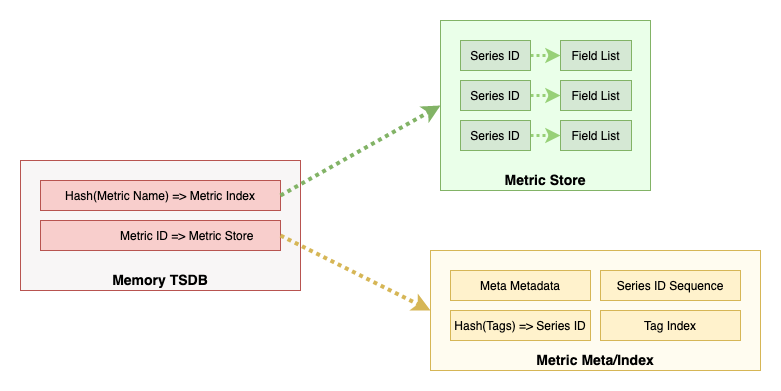 Metric Store
Series ID
Field List
Series ID
Field List
Series ID
Field List
Hash(Metric Name) => Metric Index
Metric ID => Metric Store
Memory TSDB
Meta Metadata
Series ID Sequence
Hash(Tags) => Series ID
Tag Index
Metric Meta/Index